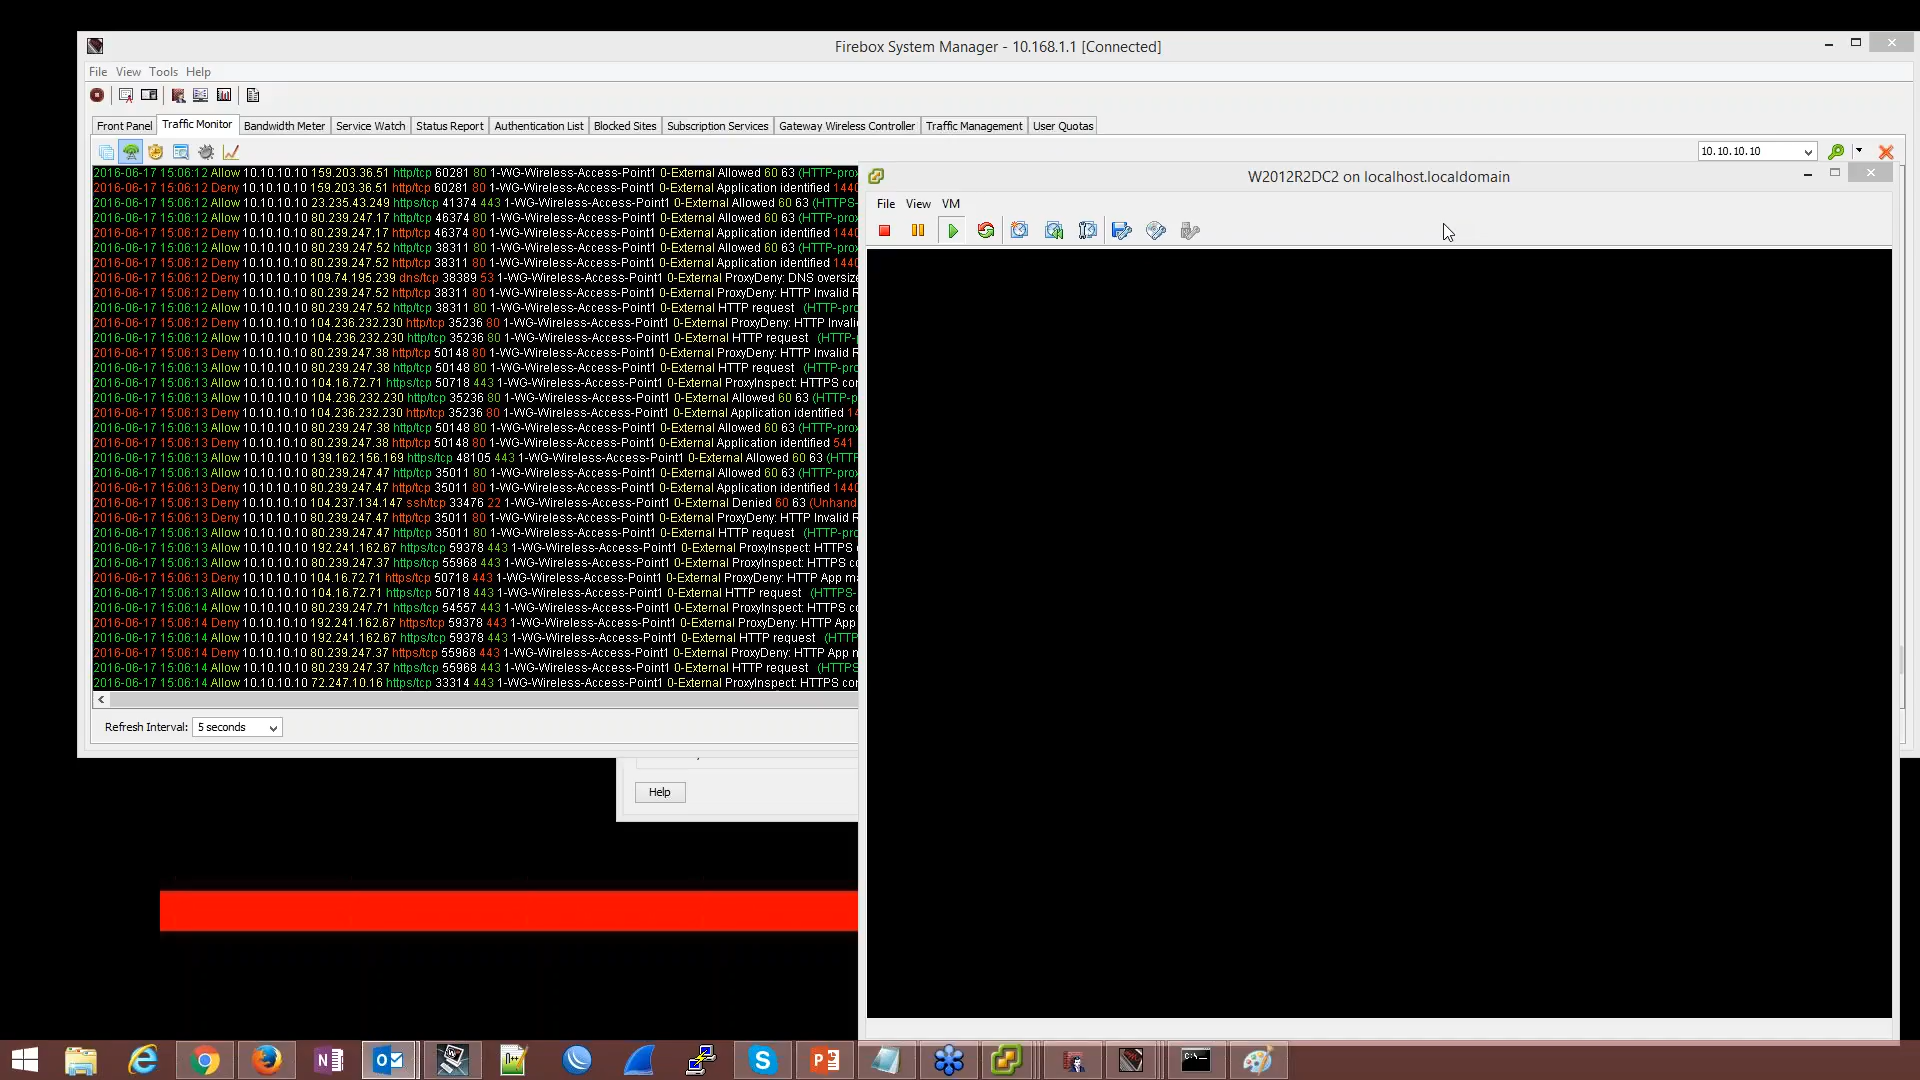 Firebox System Manager - 10.168.1.1 [Connected]
File View Tools Help
Front Panel Traffic Monitor Bandwidth Meter Service Watch Status Report Authentication List Blocked Sites Subscription Services Gateway Wireless Controller Traffic Management User Quotas
10.10.10.10
2016-06-17 15:06:12 Allow 10.10.10.10 159.203.36.51 http/tcp 60281 80 1-WG-Wireless-Access-Point1 0-External Allowed 60 63 (HTTP-prox
2016-06-17 15:06:12 Deny 10.10.10.10 159.203.36.51 http/tcp 60281 80 1-WG-Wireless-Access-Point1 0-External Application identified 1440
2016-06-17 15:06:12 Allow 10.10.10.10 23.235.43.249 https/tcp 41374 443 1-WG-Wireless-Access-Point1 0-External Allowed 60 63 (HTTPS-
2016-06-17 15:06:12 Allow 10.10.10.10 80.239.247.17 http/tcp 46374 80 1-WG-Wireless-Access-Point1 0-External Allowed 60 63 (HTTP-prox
2016-06-17 15:06:12 Deny 10.10.10.10 80.239.247.17 http/tcp 46374 80 1-WG-Wireless-Access-Point1 0-External Application identified 1440
2016-06-17 15:06:12 Allow 10.10.10.10 80.239.247.52 http/tcp 38311 80 1-WG-Wireless-Access-Point1 0-External Allowed 60 63 (HTTP-prox
2016-06-17 15:06:12 Deny 10.10.10.10 80.239.247.52 http/tcp 38311 80 1-WG-Wireless-Access-Point1 0-External Application identified 1440
2016-06-17 15:06:12 Deny 10.10.10.10 109.74.195.239 dns/tcp 38389 53 1-WG-Wireless-Access-Point1 0-External ProxyDeny: DNS oversize
2016-06-17 15:06:12 Deny 10.10.10.10 80.239.247.52 http/tcp 38311 80 1-WG-Wireless-Access-Point1 0-External ProxyDeny: HTTP Invalid R
2016-06-17 15:06:12 Allow 10.10.10.10 80.239.247.52 http/tcp 38311 80 1-WG-Wireless-Access-Point1 0-External HTTP request (HTTP-pro
2016-06-17 15:06:12 Deny 10.10.10.10 104.236.232.230 http/tcp 35236 80 1-WG-Wireless-Access-Point1 0-External ProxyDeny: HTTP Invalid
2016-06-17 15:06:12 Allow 10.10.10.10 104.236.232.230 http/tcp 35236 80 1-WG-Wireless-Access-Point1 0-External HTTP request (HTTP-p
2016-06-17 15:06:13 Deny 10.10.10.10 80.239.247.38 http/tcp 50148 80 1-WG-Wireless-Access-Point1 0-External ProxyDeny: HTTP Invalid R
2016-06-17 15:06:13 Allow 10.10.10.10 80.239.247.38 http/tcp 50148 80 1-WG-Wireless-Access-Point1 0-External HTTP request (HTTP-pro
2016-06-17 15:06:13 Allow 10.10.10.10 104.16.72.71 https/tcp 50718 443 1-WG-Wireless-Access-Point1 0-External ProxyInspect: HTTPS cor
2016-06-17 15:06:13 Allow 10.10.10.10 104.236.232.230 http/tcp 35236 80 1-WG-Wireless-Access-Point1 0-External Allowed 60 63 (HTTP-p
2016-06-17 15:06:13 Deny 10.10.10.10 104.236.232.230 http/tcp 35236 80 1-WG-Wireless-Access-Point1 0-External Application identified 14
2016-06-17 15:06:13 Allow 10.10.10.10 80.239.247.38 http/tcp 50148 80 1-WG-Wireless-Access-Point1 0-External Allowed 60 63 (HTTP-prox
2016-06-17 15:06:13 Deny 10.10.10.10 80.239.247.38 http/tcp 50148 80 1-WG-Wireless-Access-Point1 0-External Application identified 541
2016-06-17 15:06:13 Allow 10.10.10.10 139.162.156.169 https/tcp 48105 443 1-WG-Wireless-Access-Point1 0-External Allowed 60 63 (HTTP
2016-06-17 15:06:13 Allow 10.10.10.10 80.239.247.47 http/tcp 35011 80 1-WG-Wireless-Access-Point1 0-External Allowed 60 63 (HTTP-prox
2016-06-17 15:06:13 Deny 10.10.10.10 80.239.247.47 http/tcp 35011 80 1-WG-Wireless-Access-Point1 0-External Application identified 1440
2016-06-17 15:06:13 Deny 10.10.10.10 104.237.134.147 ssh/tcp 33476 22 1-WG-Wireless-Access-Point1 0-External Denied 60 63 (Unhand
2016-06-17 15:06:13 Deny 10.10.10.10 80.239.247.47 http/tcp 35011 80 1-WG-Wireless-Access-Point1 0-External ProxyDeny: HTTP Invalid R
2016-06-17 15:06:13 Allow 10.10.10.10 80.239.247.47 http/tcp 35011 80 1-WG-Wireless-Access-Point1 0-External HTTP request (HTTP-pro
2016-06-17 15:06:13 Allow 10.10.10.10 192.241.162.67 https/tcp 59378 443 1-WG-Wireless-Access-Point1 0-External ProxyInspect: HTTPS c
2016-06-17 15:06:13 Allow 10.10.10.10 80.239.247.37 https/tcp 55968 443 1-WG-Wireless-Access-Point1 0-External ProxyInspect: HTTPS co
2016-06-17 15:06:13 Deny 10.10.10.10 104.16.72.71 https/tcp 50718 443 1-WG-Wireless-Access-Point1 0-External ProxyDeny: HTTP App ma
2016-06-17 15:06:13 Allow 10.10.10.10 104.16.72.71 https/tcp 50718 443 1-WG-Wireless-Access-Point1 0-External HTTP request (HTTPS-
2016-06-17 15:06:14 Allow 10.10.10.10 80.239.247.71 https/tcp 54557 443 1-WG-Wireless-Access-Point1 0-External ProxyInspect: HTTPS co
2016-06-17 15:06:14 Deny 10.10.10.10 192.241.162.67 https/tcp 59378 443 1-WG-Wireless-Access-Point1 0-External ProxyDeny: HTTP App
2016-06-17 15:06:14 Allow 10.10.10.10 192.241.162.67 https/tcp 59378 443 1-WG-Wireless-Access-Point1 0-External HTTP request (HTTP
2016-06-17 15:06:14 Deny 10.10.10.10 80.239.247.37 https/tcp 55968 443 1-WG-Wireless-Access-Point1 0-External ProxyDeny: HTTP App m
2016-06-17 15:06:14 Allow 10.10.10.10 80.239.247.37 https/tcp 55968 443 1-WG-Wireless-Access-Point1 0-External HTTP request (HTTPS
2016-06-17 15:06:14 Allow 10.10.10.10 72.247.10.16 https/tcp 33314 443 1-WG-Wireless-Access-Point1 0-External ProxyInspect: HTTPS cor
Refresh Interval: 5 seconds
W2012R2DC2 on localhost.localdomain
File View VM
Help